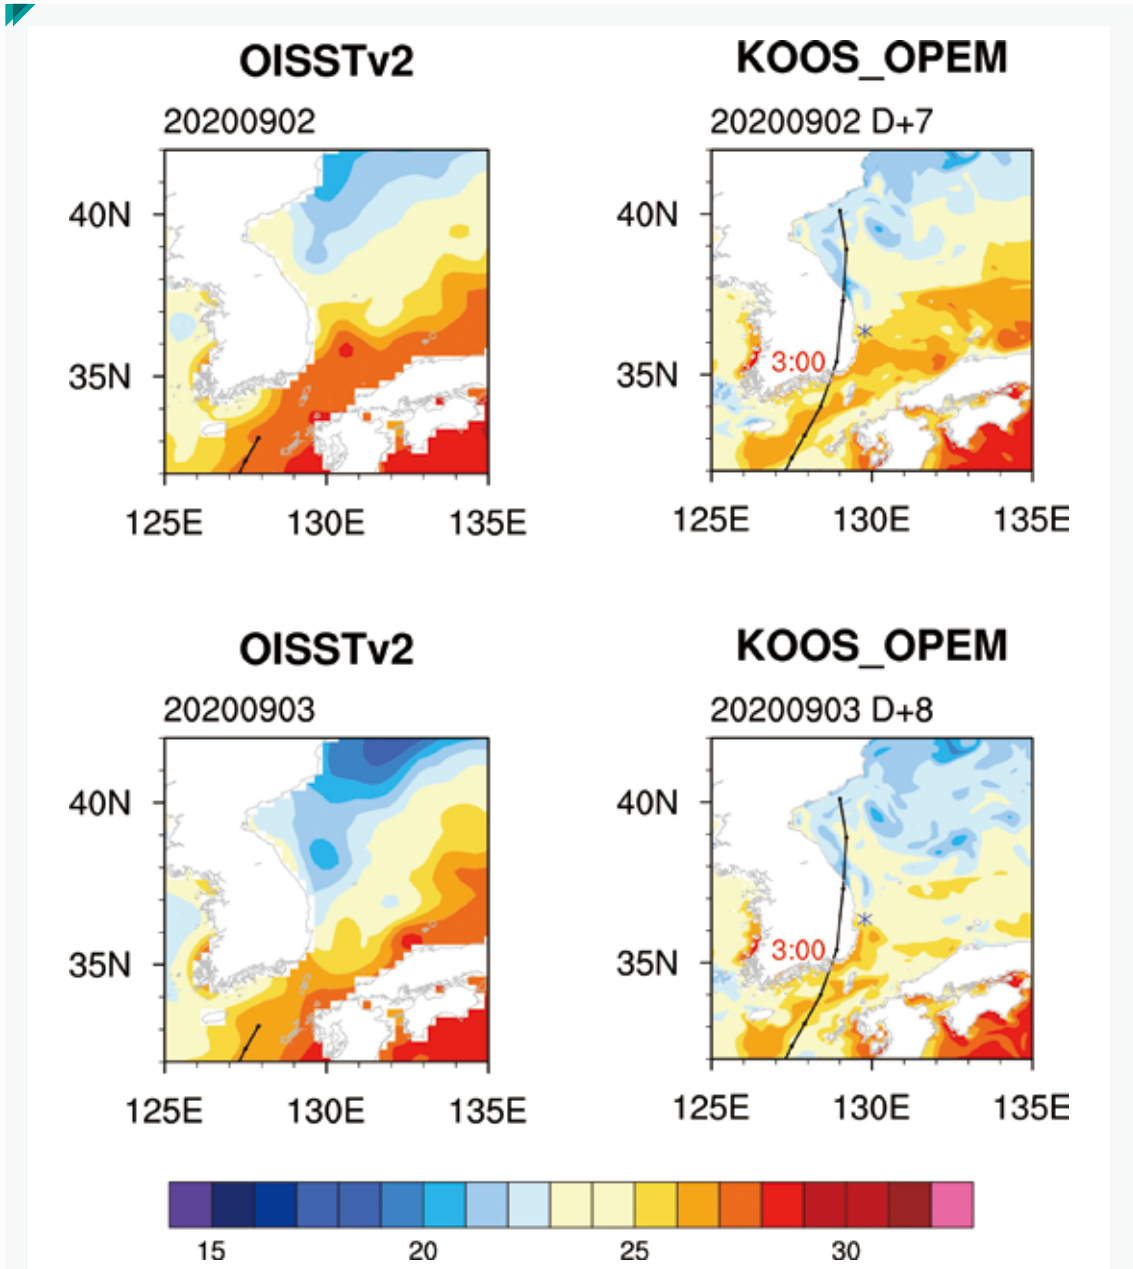 OISSTv2 KOOS_OPEM
20200902 20200902 D+7
40N 40N
3:00
35N 35N
125E 130E 135E 125E 130E 135E
OISSTv2 KOOS_OPEM
20200903 20200903 D+8
40N 40N
3:00
35N 35N
125E 130E 135E 125E 130E 135E
15 20 25 30